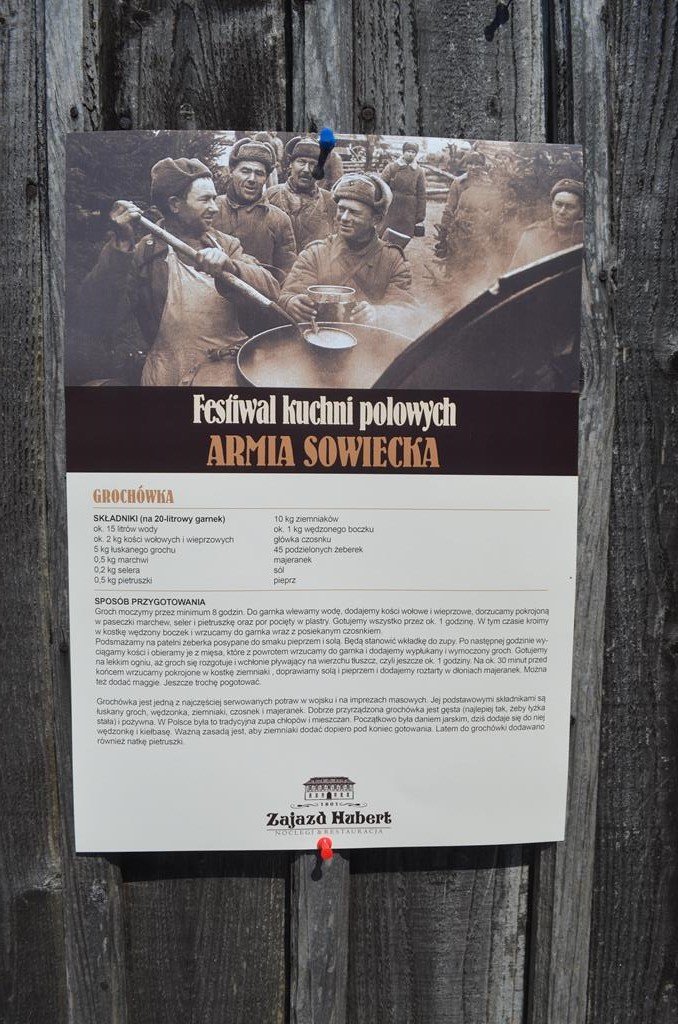 Festiwal kuchni polowych
ARMIA SOWIECKA
GROCHÓWKA
SKŁADNIKI (na 20-litrowy garnek)
ok. 15 litrów wody
ok. 2 kg kości wołowych i wieprzowych
5 kg łuskanego grochu
0,5 kg marchwi
0,2 kg selera
0,5 kg pietruszki
10 kg ziemniaków
ok. 1 kg wędzonego boczku
główka czosnku
45 podzielonych żeberek
majeranek
sól
pieprz
SPOSÓB PRZYGOTOWANIA
Groch moczymy przez minimum 8 godzin. Do garnka wlewamy wodę, dodajemy kości wołowe i wieprzowe, dorzucamy pokrojoną
w paseczki marchew, seler i pietruszkę oraz por pocięty w plastry. Gotujemy wszystko przez ok. 1 godzinę. W tym czasie kroimy
w kostkę wędzony boczek i wrzucamy do garnka wraz z posiekanym czosnkiem.
Podsmażamy na patelni żeberka posypane do smaku pieprzem i solą. Będą stanowić wkładkę do zupy. Po następnej godzinie wy-
ciągamy kości i obieramy je z mięsa, które z powrotem wrzucamy do garnka i dodajemy wypłukany i wymoczony groch. Gotujemy
na lekkim ogniu, aż groch się rozgotuje i wchłonie pływający na wierzchu tłuszcz, czyli jeszcze ok. 1 godziny. Na ok. 30 minut przed
końcem wrzucamy pokrojone w kostkę ziemniaki , doprawiamy solą i pieprzem i dodajemy roztarty w dłoniach majeranek. Można
też dodać maggie. Jeszcze trochę pogotować.
Grochówka jest jedną z najczęściej serwowanych potraw w wojsku i na imprezach masowych. Jej podstawowymi składnikami są
łuskany groch, wędzonka, ziemniaki, czosnek i majeranek. Dobrze przyrządzona grochówka jest gęsta (najlepiej tak, żeby łyżka
stała) i pożywna. W Polsce była to tradycyjna zupa chłopów i mieszczan. Początkowo była daniem jarskim, dziś dodaje się do niej
wędzonkę i kiełbasę. Ważną zasadą jest, aby ziemniaki dodać dopiero pod koniec gotowania. Latem do grochówki dodawano
również natkę pietruszki.
1801
Zajazd Hubert
NOCLEGI & RESTAURACJA